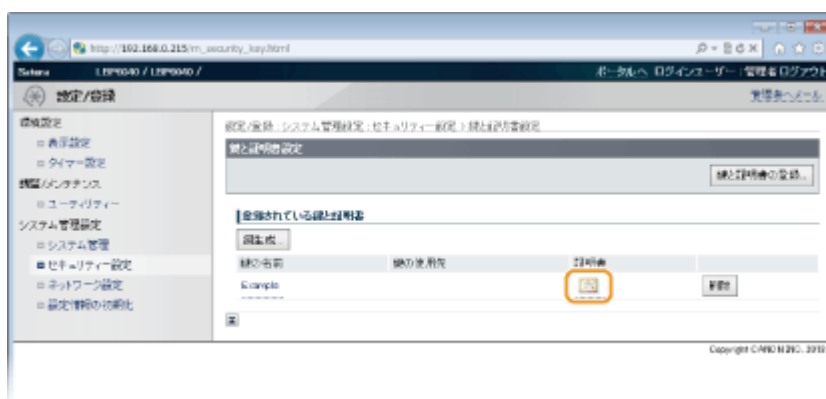 http://192.168.0.215/m_security_key.html
Satera LBP9040 / LBP9040 /
ポータルへ ログインユーザー : 管理者 ログアウト
設定/登録
管理者へメール
環境設定
表示設定
タイマー設定
調整/メンテナンス
ユーティリティー
システム管理設定
システム管理
セキュリティー設定
ネットワーク設定
設定情報の初期化
設定/登録 : システム管理設定 : セキュリティー設定 > 鍵と証明書設定
鍵と証明書設定
鍵と証明書の登録...
登録されている鍵と証明書
鍵生成...
鍵の名前 鍵の使用先 証明書
Example
削除
Copyright CANON INC. 2013